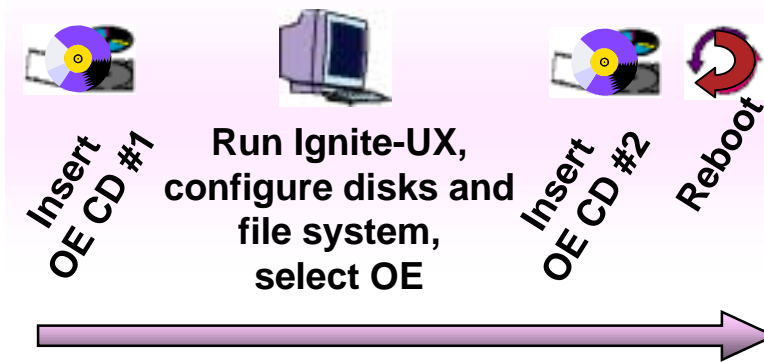 Insert
OE CD #1
Run Ignite-UX,
configure disks and
file system,
select OE
Insert
OE CD #2
Reboot